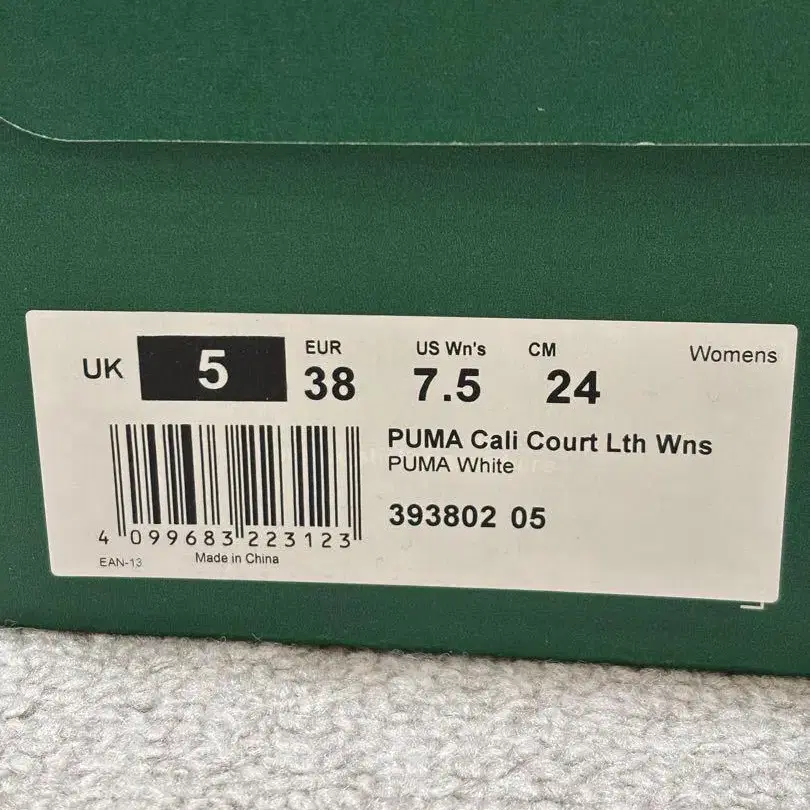 UK 5 EUR 38 US Wn's 7.5 CM 24 Womens
PUMA Cali Court Lth Wns
PUMA White
393802 05
4 099683 223123
EAN-13 Made in China